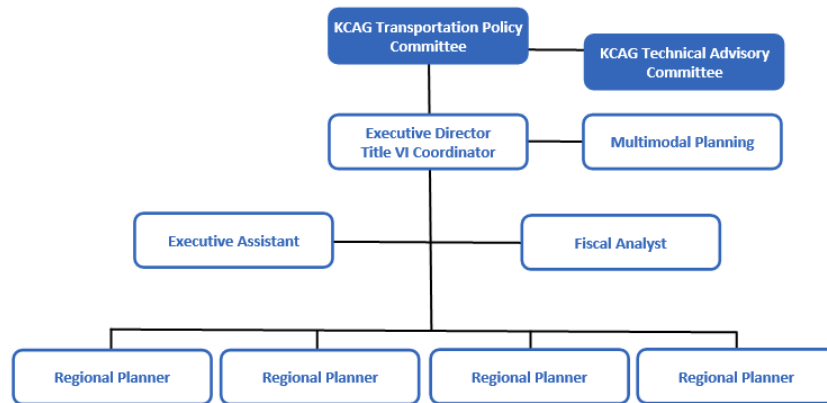 KCAG Transportation Policy
Committee
KCAG Technical Advisory
Committee
Executive Director
Title VI Coordinator
Multimodal Planning
Executive Assistant
Fiscal Analyst
Regional Planner
Regional Planner
Regional Planner
Regional Planner